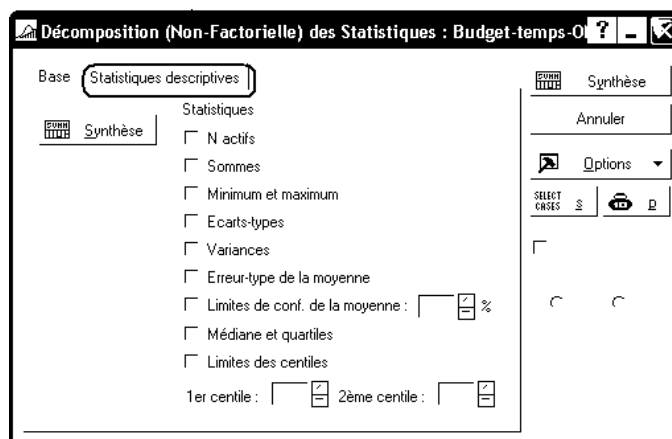 Décomposition (Non-Factorielle) des Statistiques : Budget-temps-O
Base Statistiques descriptives
Synthèse
Statistiques
N actifs
Sommes
Minimum et maximum
Ecarts-types
Variances
Erreur-type de la moyenne
Limites de conf. de la moyenne : %
Médiane et quartiles
Limites des centiles
1er centile : 2ème centile :
SUMM Synthèse
Annuler
Options
SELECT CASES S D